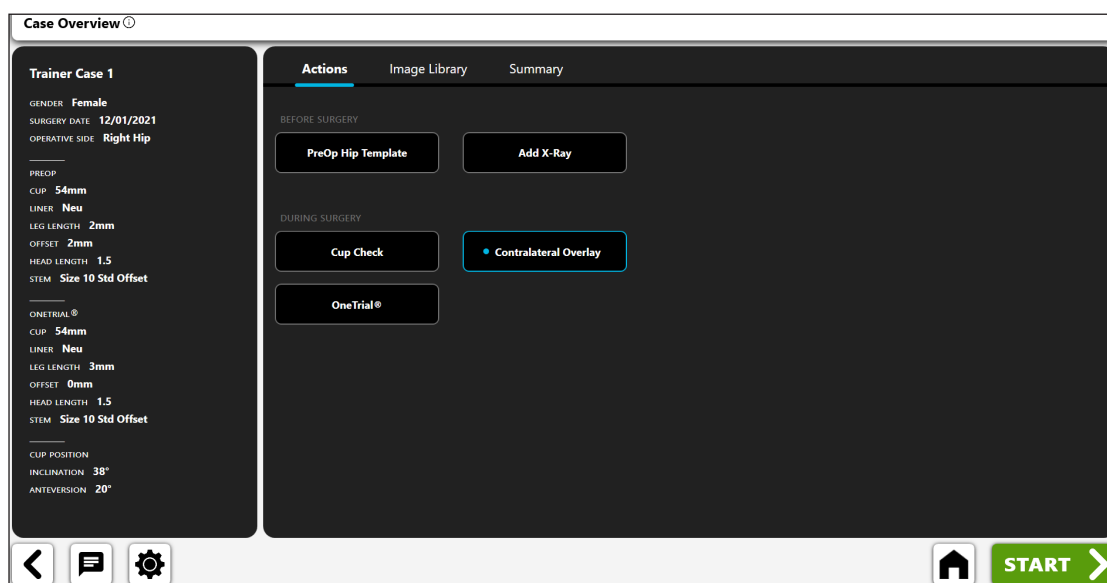 Case Overview ⓘ
Trainer Case 1
GENDER Female
SURGERY DATE 12/01/2021
OPERATIVE SIDE Right Hip
PREOP
CUP 54mm
LINER Neu
LEG LENGTH 2mm
OFFSET 2mm
HEAD LENGTH 1.5
STEM Size 10 Std Offset
ONETRIAL®
CUP 54mm
LINER Neu
LEG LENGTH 3mm
OFFSET 0mm
HEAD LENGTH 1.5
STEM Size 10 Std Offset
CUP POSITION
INCLINATION 38°
ANTEVERSION 20°
Actions Image Library Summary
BEFORE SURGERY
PreOp Hip Template Add X-Ray
DURING SURGERY
Cup Check Contralateral Overlay
OneTrial®
START